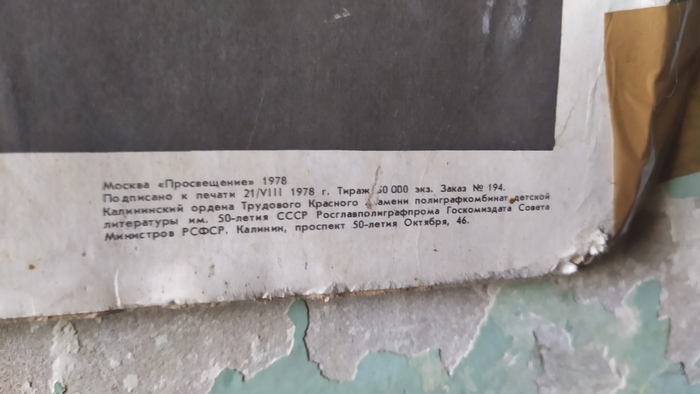 Москва «Просвещение» 1978
Подписано к печати 21/VIII 1978 г. Тираж 50 000 экз. Заказ № 194.
Калининский ордена Трудового Красного Знамени полиграфкомбинат детской
литературы им. 50-летия СССР Росглавполиграфпрома Госкомиздата Совета
Министров РСФСР. Калинин, проспект 50-летия Октября, 46.